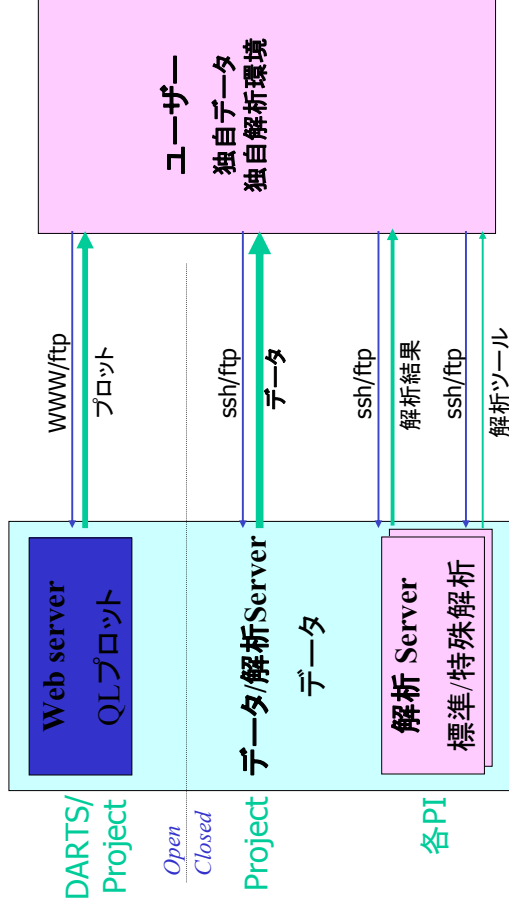 DARTS/
Project
Open
Closed
Project
各PI
Web server
QLプロット
データ/解析Server
データ
解析 Server
標準/特殊解析
WWW/ftp
プロット
ssh/ftp
データ
ssh/ftp
解析結果
ssh/ftp
解析ツール
ユーザー
独自データ
独自解析環境